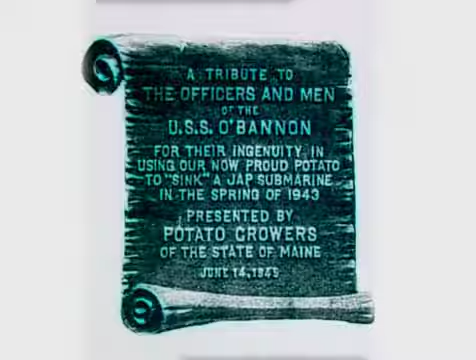 A TRIBUTE TO
THE OFFICERS AND MEN
OF THE
U.S.S. O'BANNON
FOR THEIR INGENUITY IN
USING OUR NOW PROUD POTATO
TO "SINK" A JAP SUBMARINE
IN THE SPRING OF 1943
PRESENTED BY
POTATO GROWERS
OF THE STATE OF MAINE
JUNE 14, 1945